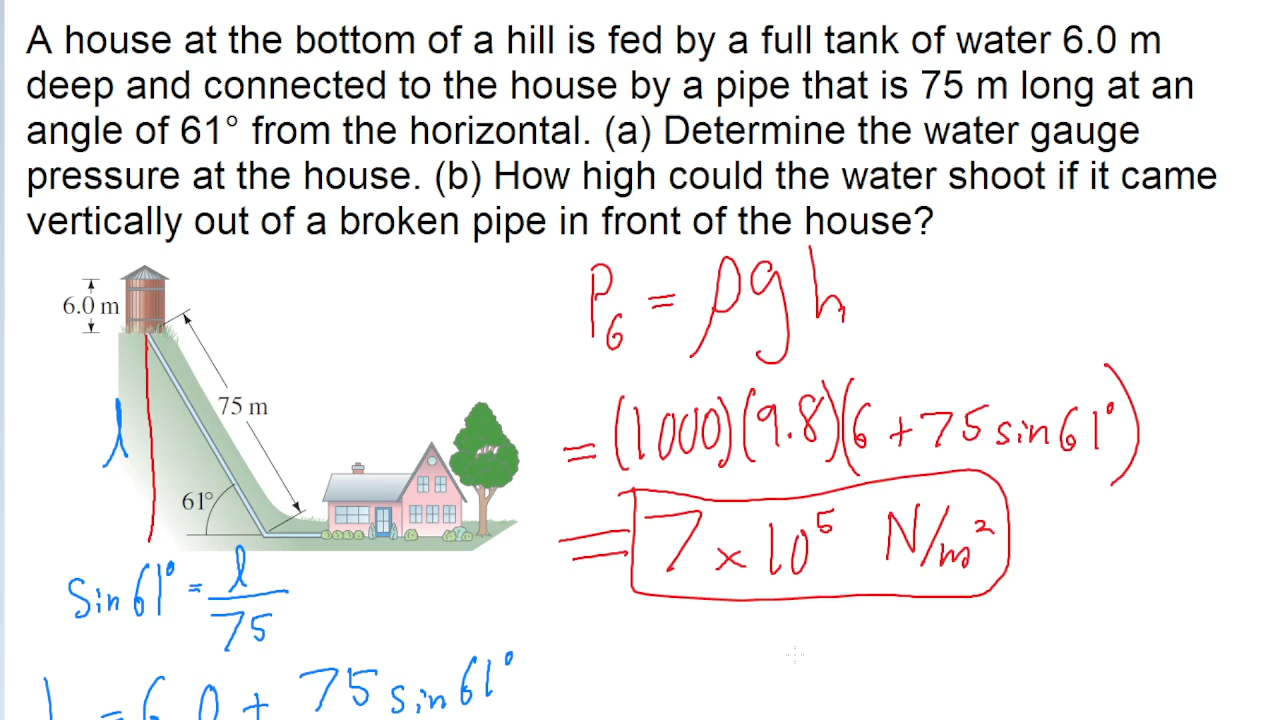 A house at the bottom of a hill is fed by a full tank of water 6.0 m
deep and connected to the house by a pipe that is 75 m long at an
angle of 61° from the horizontal. (a) Determine the water gauge
pressure at the house. (b) How high could the water shoot if it came
vertically out of a broken pipe in front of the house?
6.0 m
75 m
l
61°
sin 61° = l / 75
= 6.0 + 75 sin 61°
P_G = ρgh
= (1000)(9.8)(6 + 75 sin 61°)
= 7 × 10⁵ N/m²